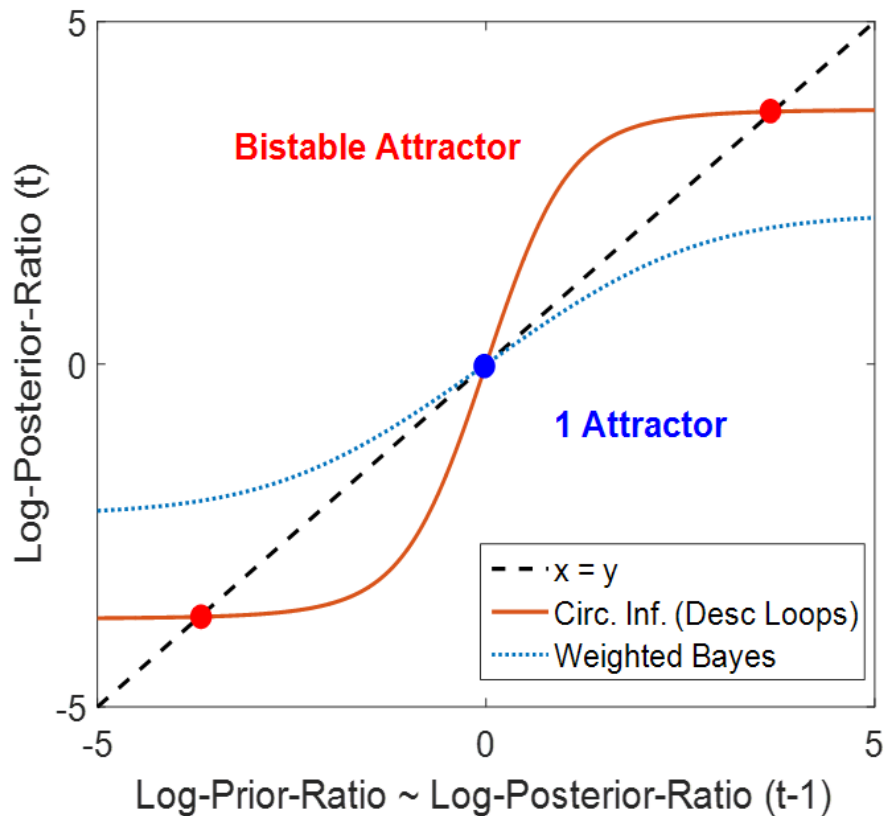 5
Bistable Attractor
Log-Posterior-Ratio (t)
0
1 Attractor
x = y
Circ. Inf. (Desc Loops)
Weighted Bayes
-5
-5 0 5
Log-Prior-Ratio ~ Log-Posterior-Ratio (t-1)